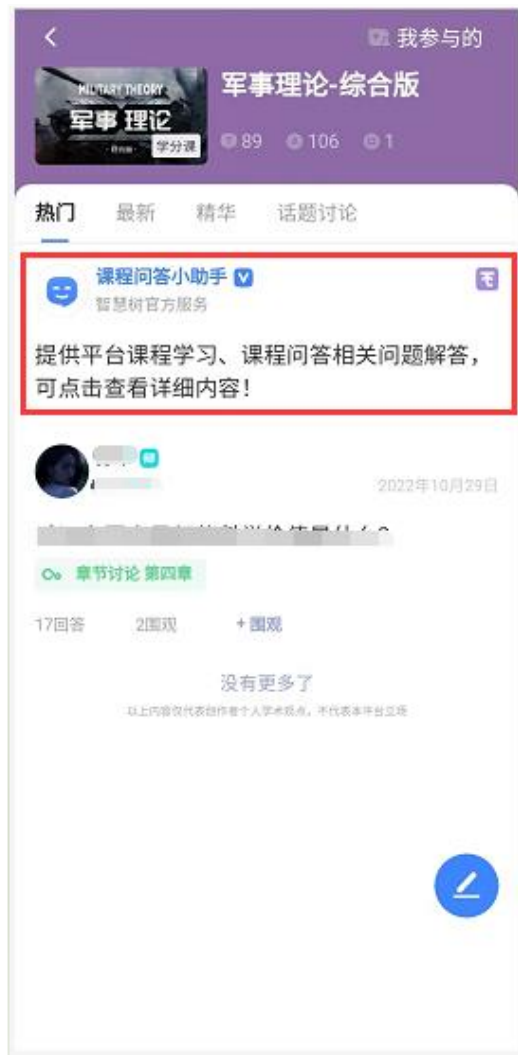 我参与的
MILITARY THEORY
军事 理论
学分课
军事理论-综合版
89 106 1
热门 最新 精华 话题讨论
课程问答小助手
智慧树官方服务
提供平台课程学习、课程问答相关问题解答，
可点击查看详细内容！
2022年10月29日
章节讨论 第四章
17回答 2围观 +围观
没有更多了
以上内容仅代表创作者个人学术观点，不代表本平台立场